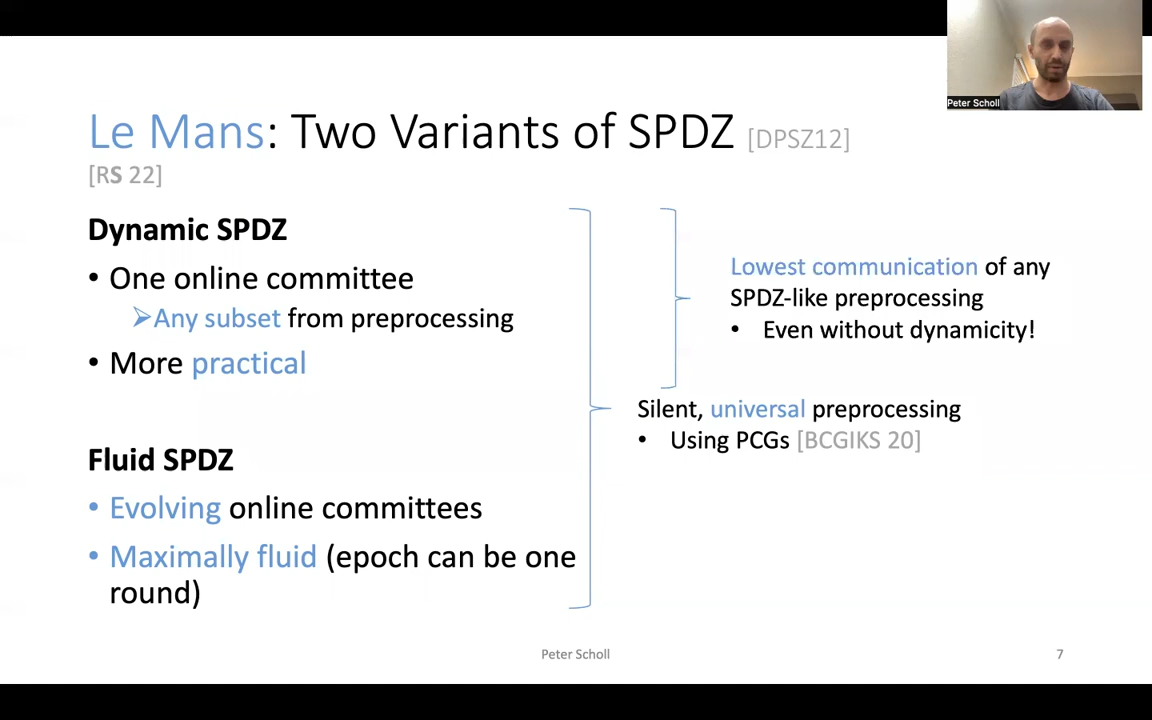 Peter Scholl
Le Mans: Two Variants of SPDZ [DPSZ12]
[RS 22]
Dynamic SPDZ
• One online committee
➢Any subset from preprocessing
• More practical
Fluid SPDZ
• Evolving online committees
• Maximally fluid (epoch can be one
round)
Lowest communication of any
SPDZ-like preprocessing
• Even without dynamicity!
Silent, universal preprocessing
• Using PCGs [BCGIKS 20]
Peter Scholl
7